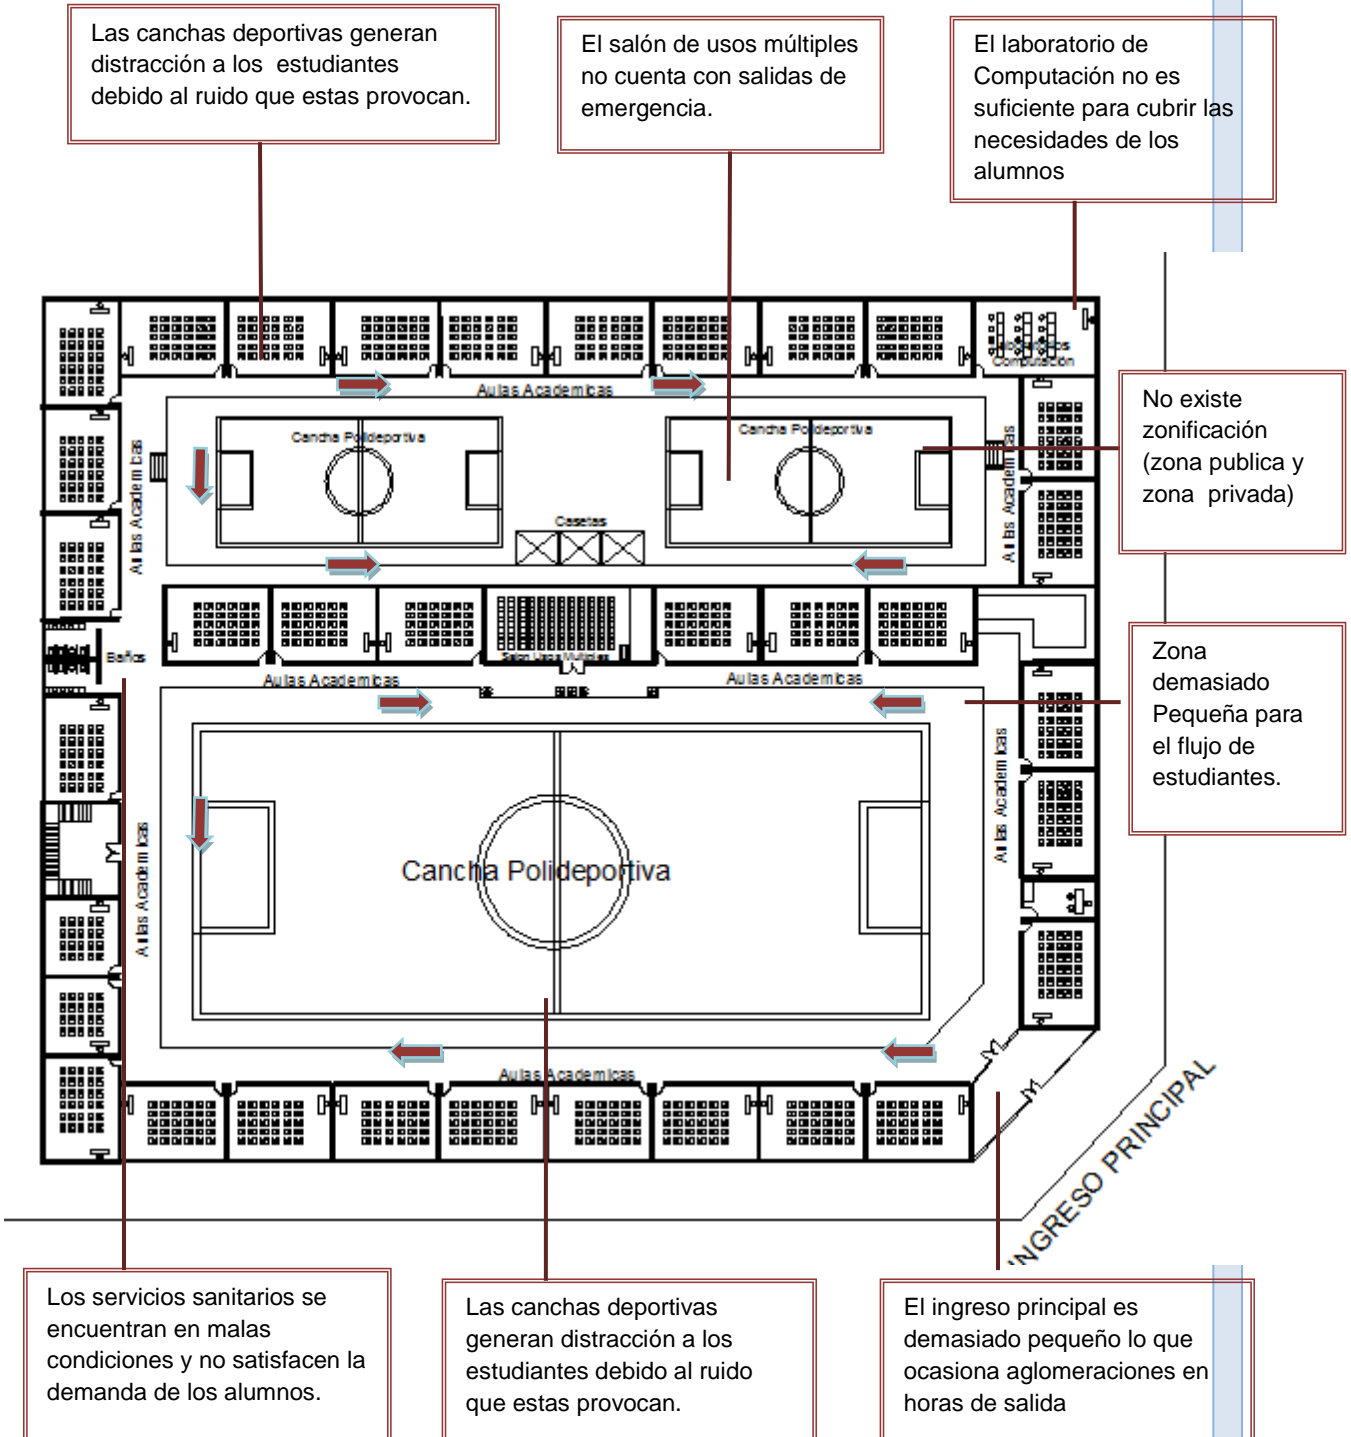 Las canchas deportivas generan
distracción a los estudiantes
debido al ruido que estas provocan.
El salón de usos múltiples
no cuenta con salidas de
emergencia.
El laboratorio de
Computación no es
suficiente para cubrir las
necesidades de los
alumnos
Computación
Aulas Academicas
Cancha Polideportiva
Cancha Polideportiva
Aulas Academicas
Aulas Academicas
Casetas
No existe
zonificación
(zona publica y
zona privada)
Salon Usos Multiples
Baños
Aulas Academicas
Aulas Academicas
Zona
demasiado
Pequeña para
el flujo de
estudiantes.
Aulas Academicas
Aulas Academicas
Cancha Polideportiva
Aulas Academicas
INGRESO PRINCIPAL
Los servicios sanitarios se
encuentran en malas
condiciones y no satisfacen la
demanda de los alumnos.
Las canchas deportivas
generan distracción a los
estudiantes debido al ruido
que estas provocan.
El ingreso principal es
demasiado pequeño lo que
ocasiona aglomeraciones en
horas de salida